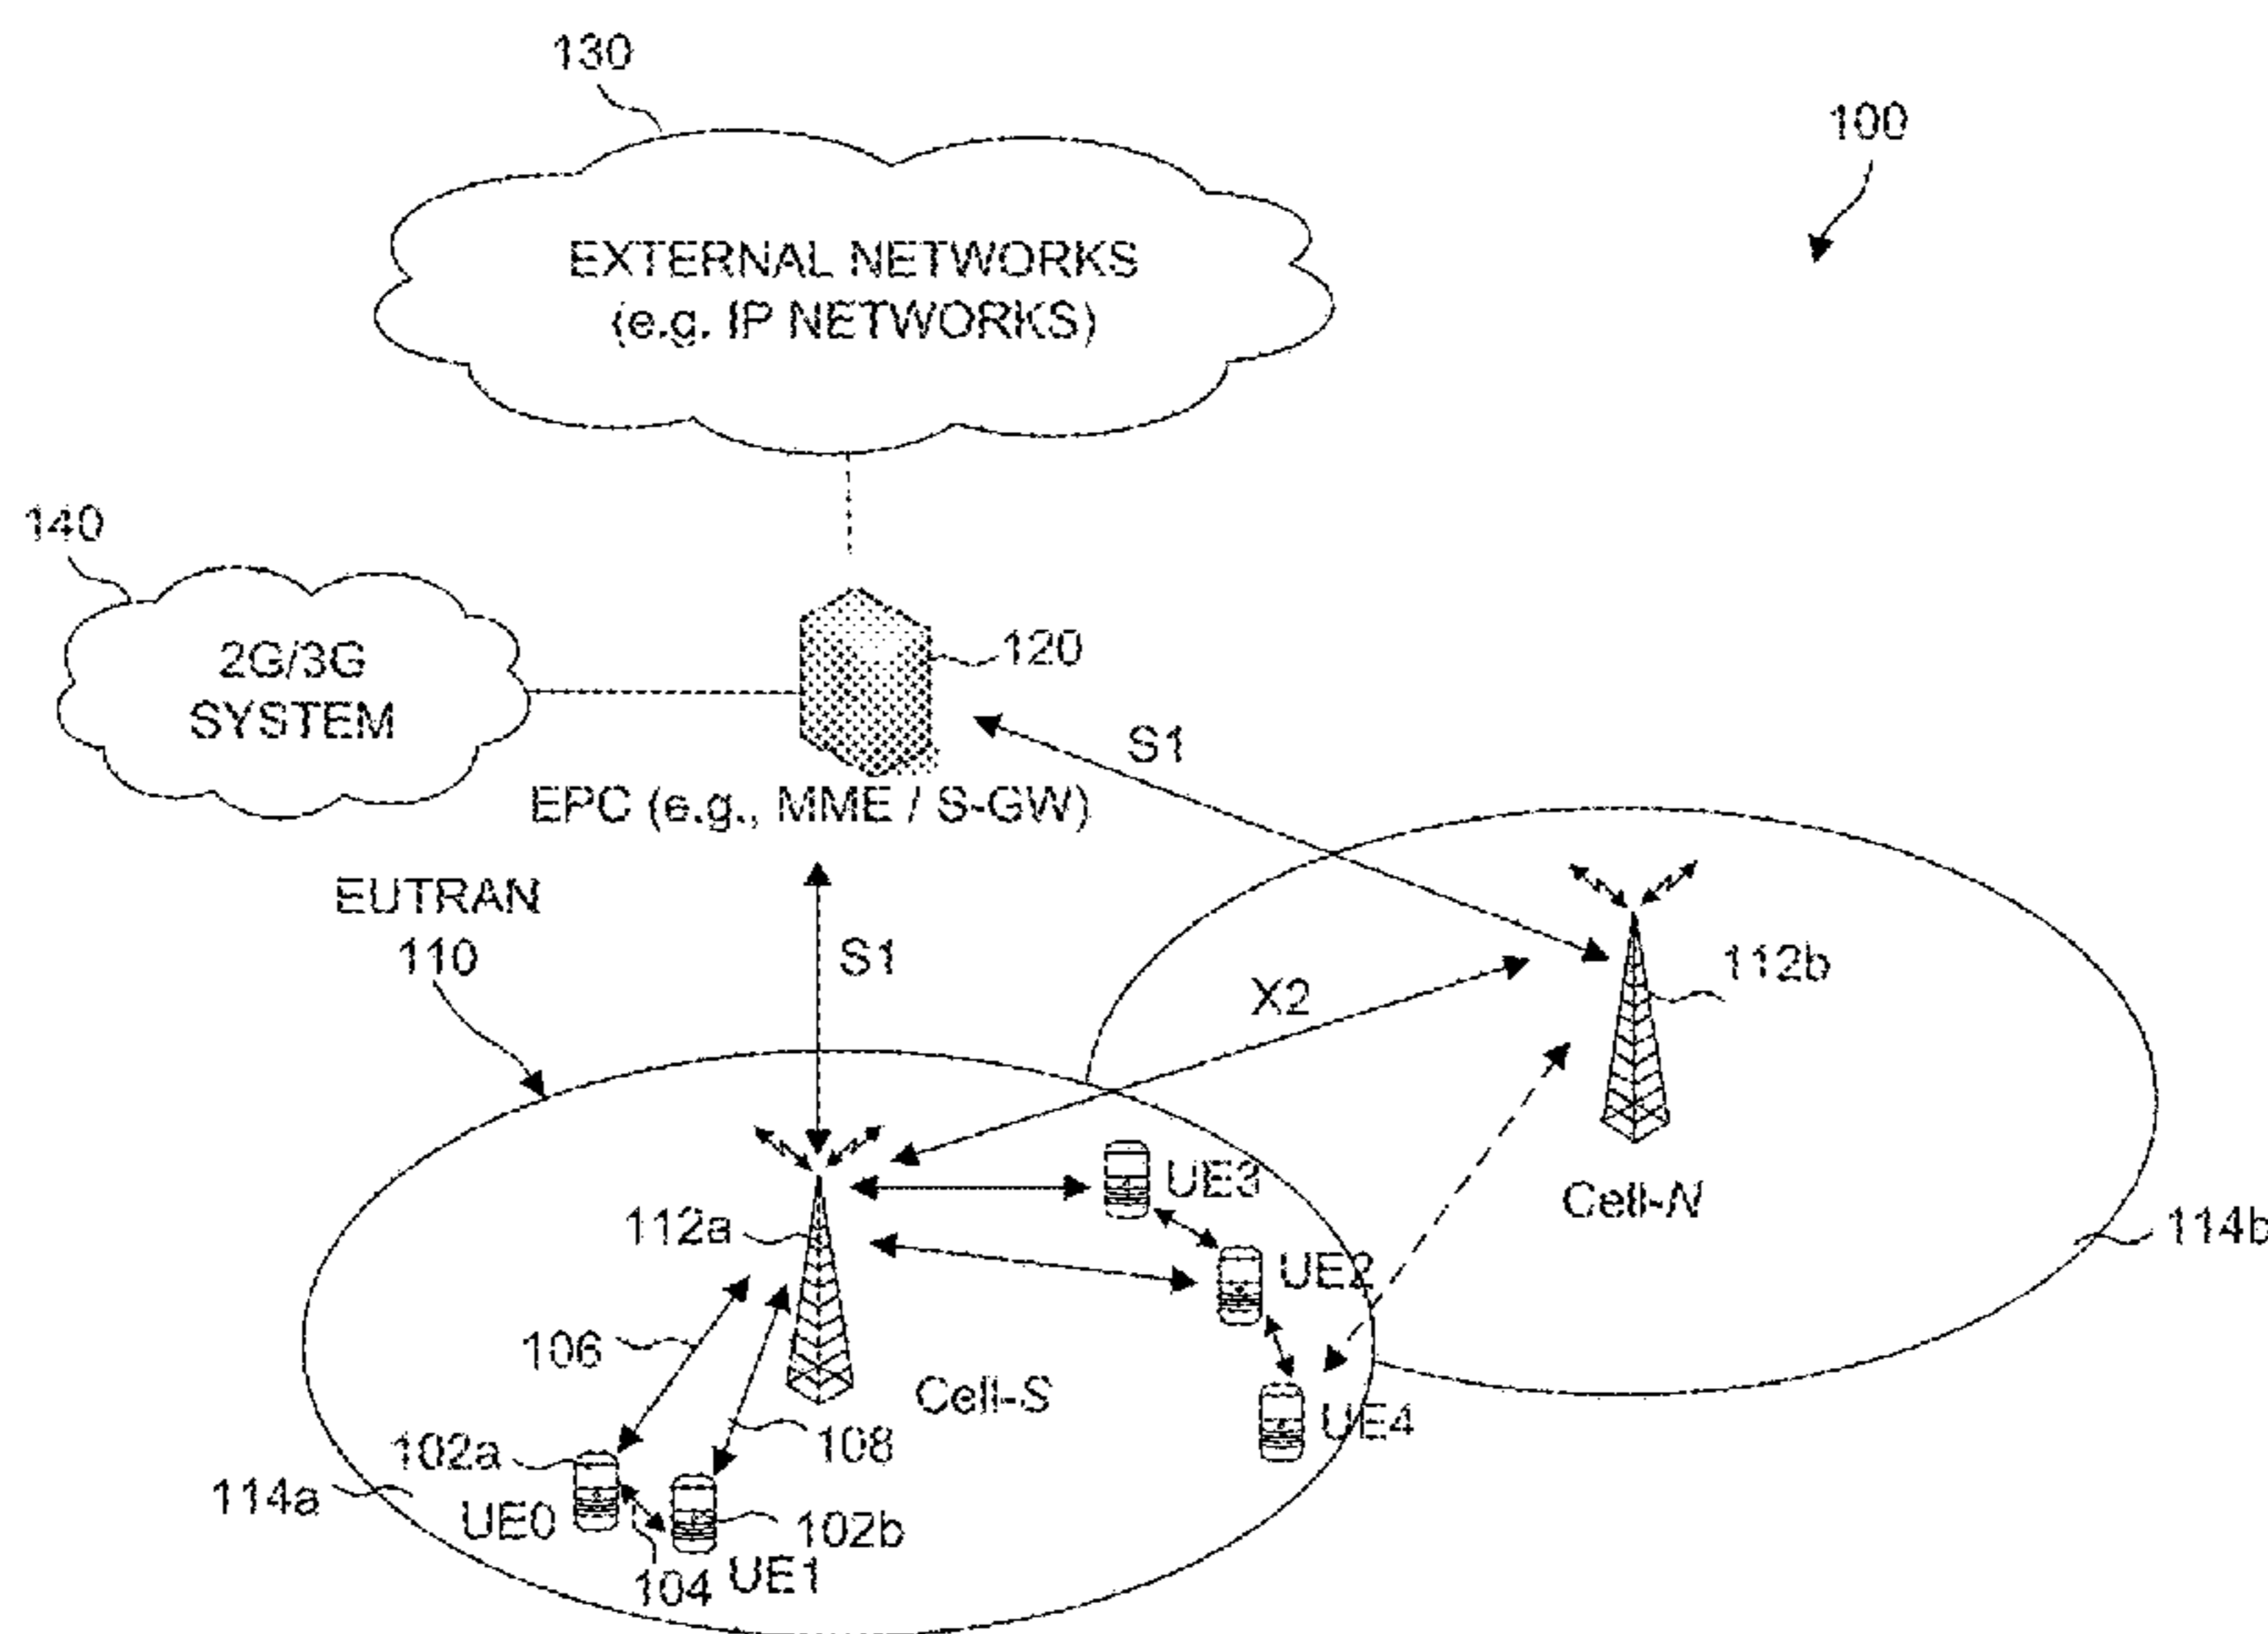 130
100
EXTERNAL NETWORKS
(e.g. IP NETWORKS)
140
2G/3G
SYSTEM
120
S1
EPC (e.g., MME / S-GW)
EUTRAN
110
S1
X2
112b
UE3
Cell-N
112a
114b
UE2
106
Cell-S
UE4
108
102a
114a
UE0
102b
UE1
104